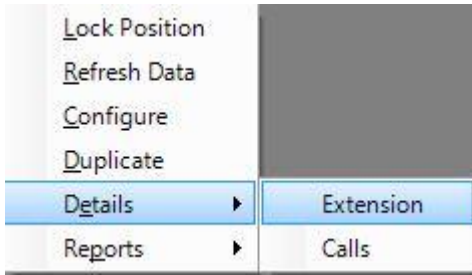 Lock Position
Refresh Data
Configure
Duplicate
Details
Extension
Reports
Calls